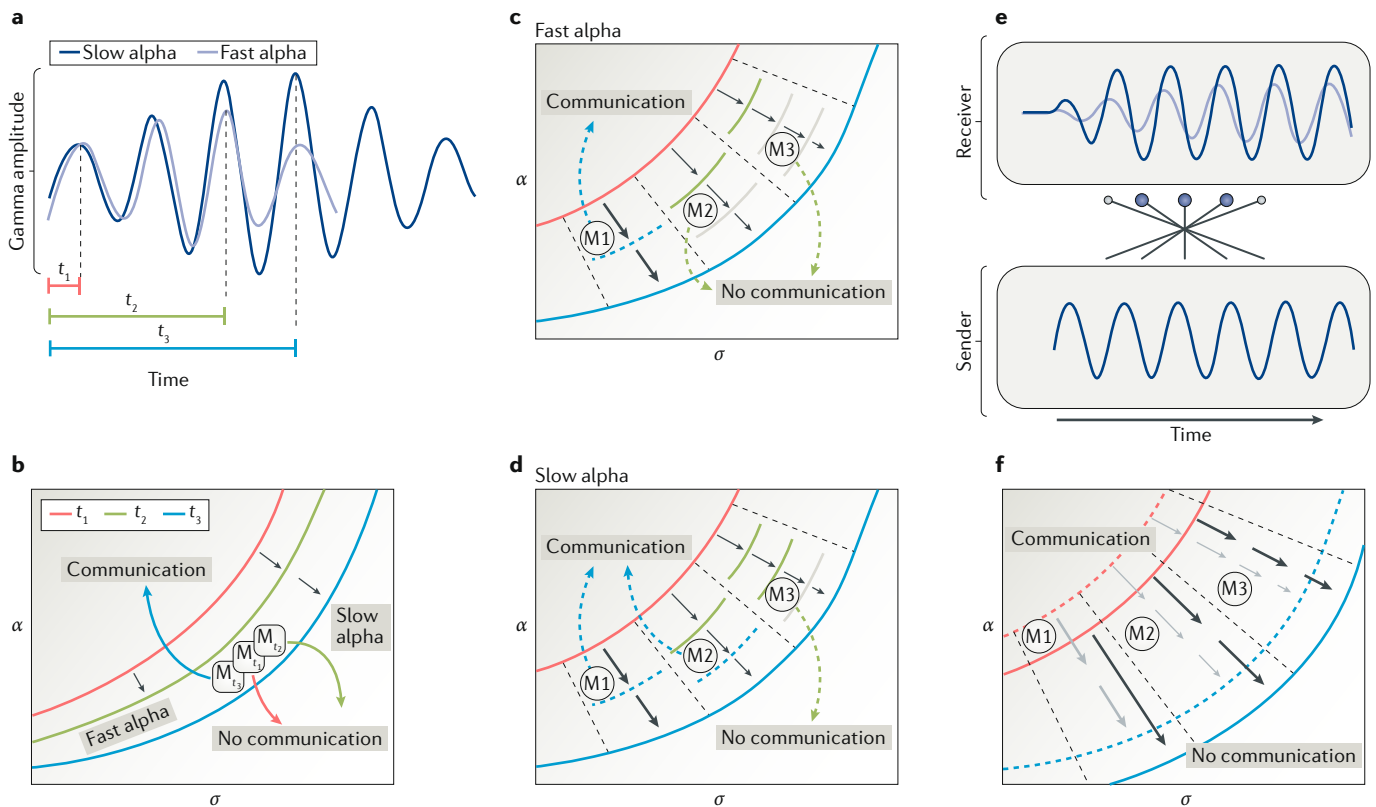 a
Slow alpha
Fast alpha
Gamma amplitude
t1
t2
t3
Time
b
t1
t2
t3
Communication
α
Slow
alpha
Mt2
Mt1
Mt3
Fast alpha
No communication
σ
c
Fast alpha
Communication
α
M3
M2
M1
No communication
σ
d
Slow alpha
Communication
α
M3
M2
M1
No communication
σ
e
Receiver
Sender
Time
f
Communication
α
M3
M1
M2
No communication
σ